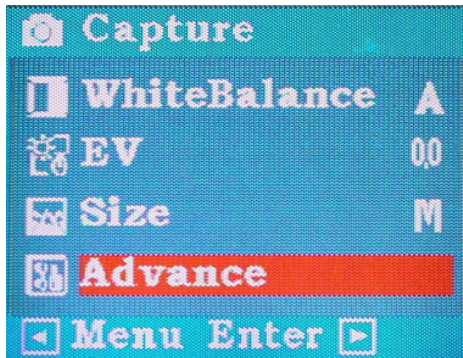 Capture
WhiteBalance A
EV 0.0
Size M
Advance
Menu Enter